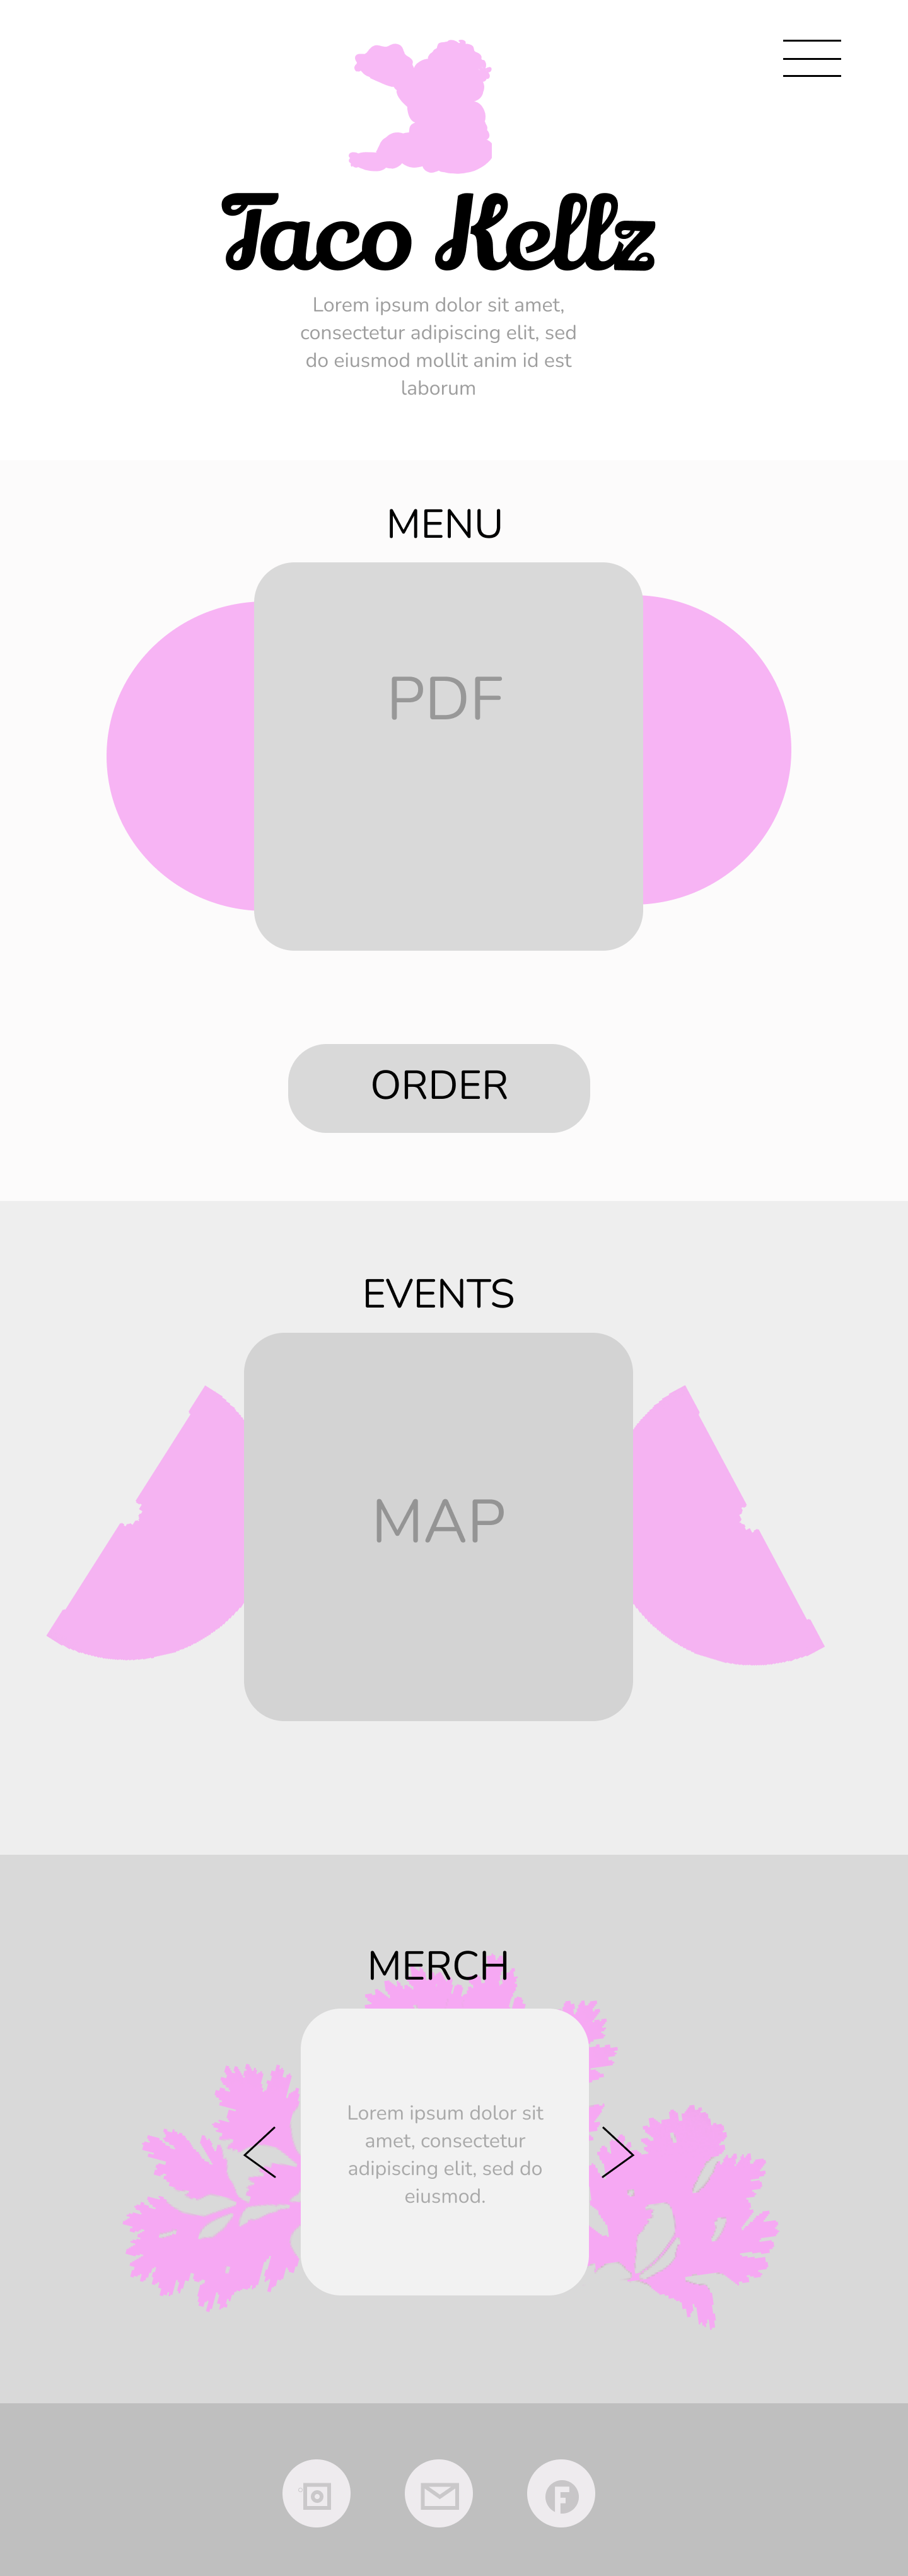 Taco Kellz
Lorem ipsum dolor sit amet,
consectetur adipiscing elit, sed
do eiusmod mollit anim id est
laborum
MENU
PDF
ORDER
EVENTS
MAP
MERCH
Lorem ipsum dolor sit
amet, consectetur
adipiscing elit, sed do
eiusmod.